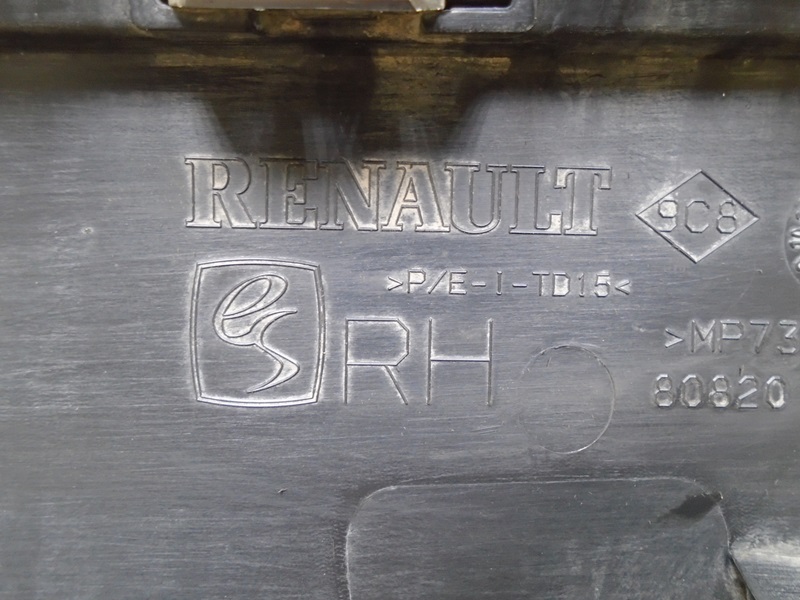 RENAULT
9C8
>P/E-I-TD15<
RH
>MP73
80820